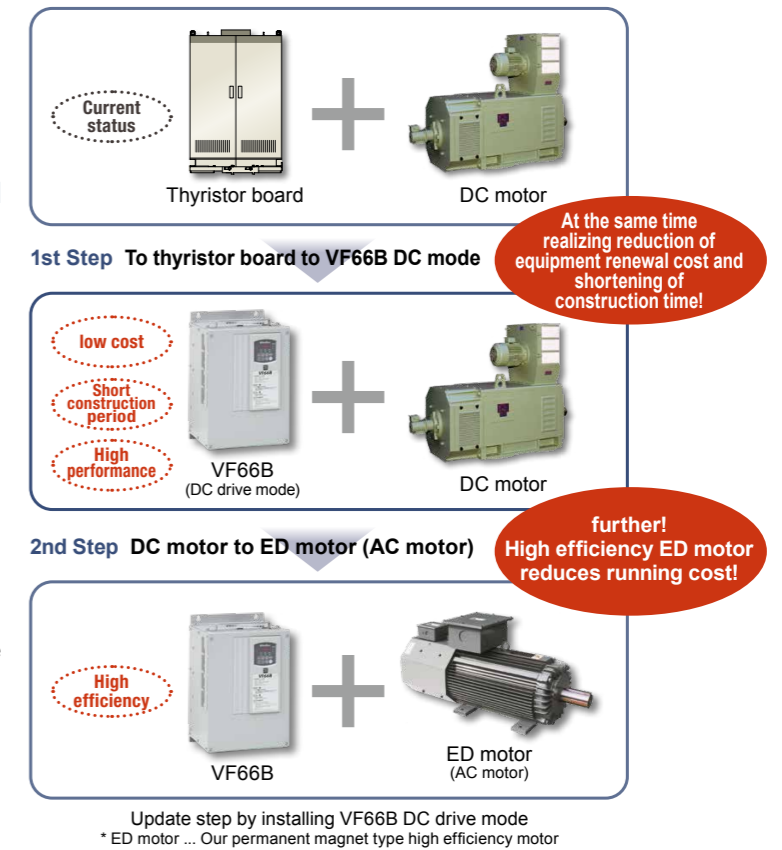 Current
status
Thyristor board
DC motor
At the same time
realizing reduction of
equipment renewal cost and
shortening of
construction time!
1st Step To thyristor board to VF66B DC mode
low cost
Short
construction
period
High
performance
VF66B
(DC drive mode)
DC motor
further!
High efficiency ED motor
reduces running cost!
2nd Step DC motor to ED motor (AC motor)
High
efficiency
VF66B
ED motor
(AC motor)
Update step by installing VF66B DC drive mode
* ED motor ... Our permanent magnet type high efficiency motor